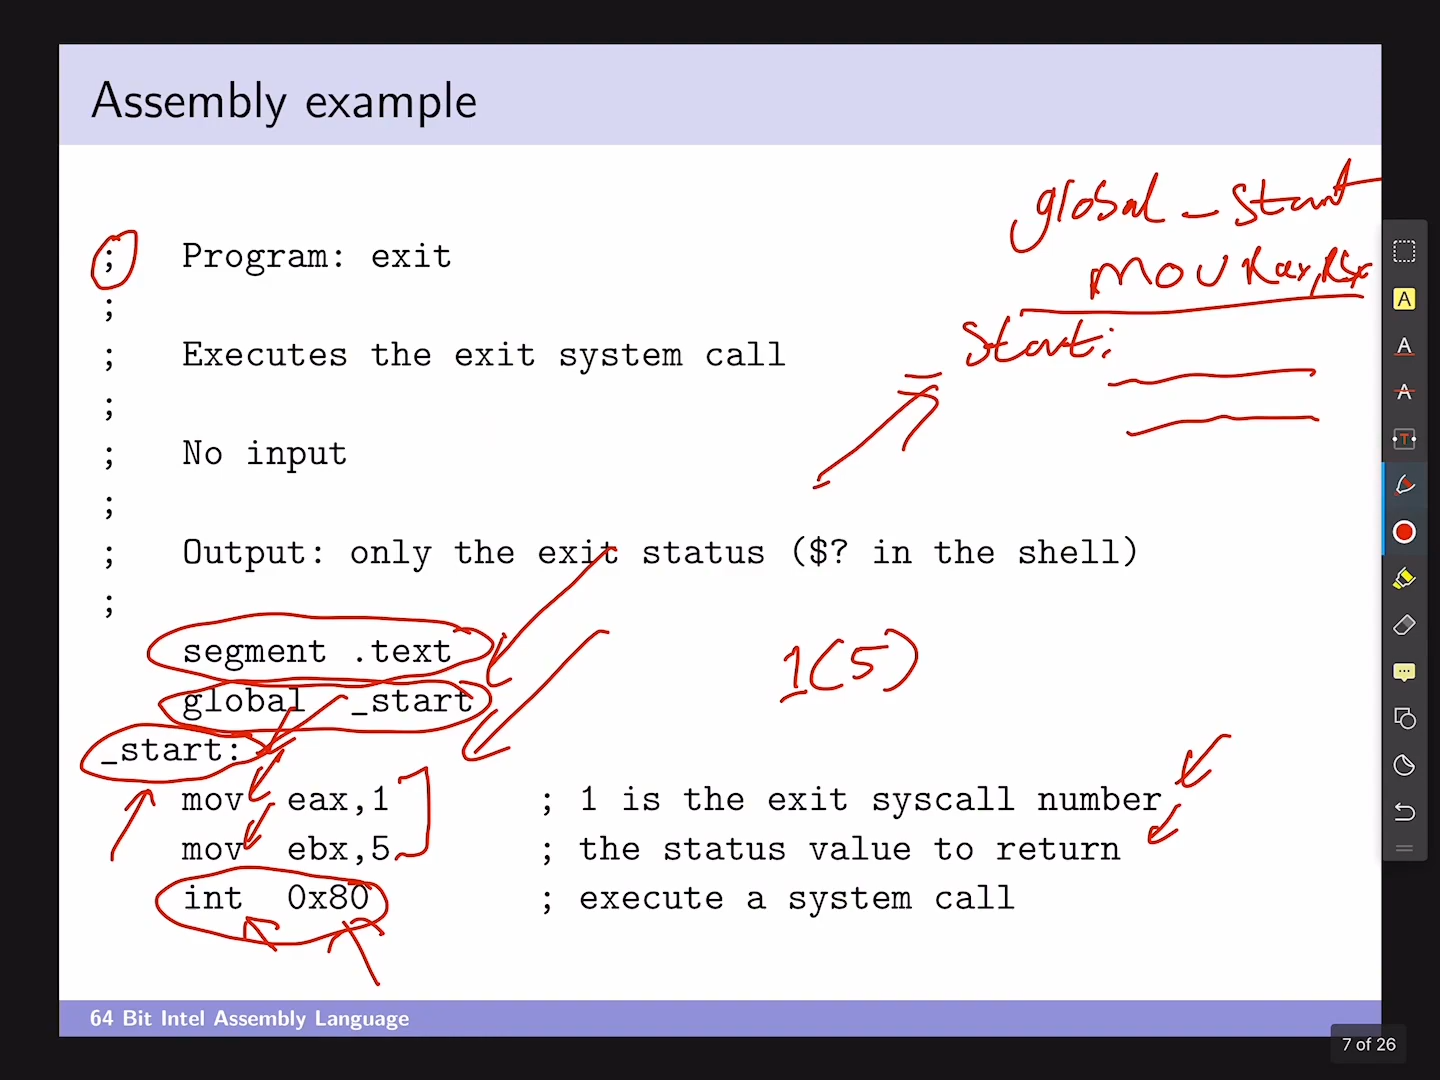 Assembly example
global _start
mov Rax,
; Program: exit
;
start:
; Executes the exit system call
;
; No input
;
; Output: only the exit status ($? in the shell)
;
segment .text
1(5)
global _start
_start:
mov eax,1 ; 1 is the exit syscall number
mov ebx,5 ; the status value to return
int 0x80 ; execute a system call
64 Bit Intel Assembly Language
7 of 26